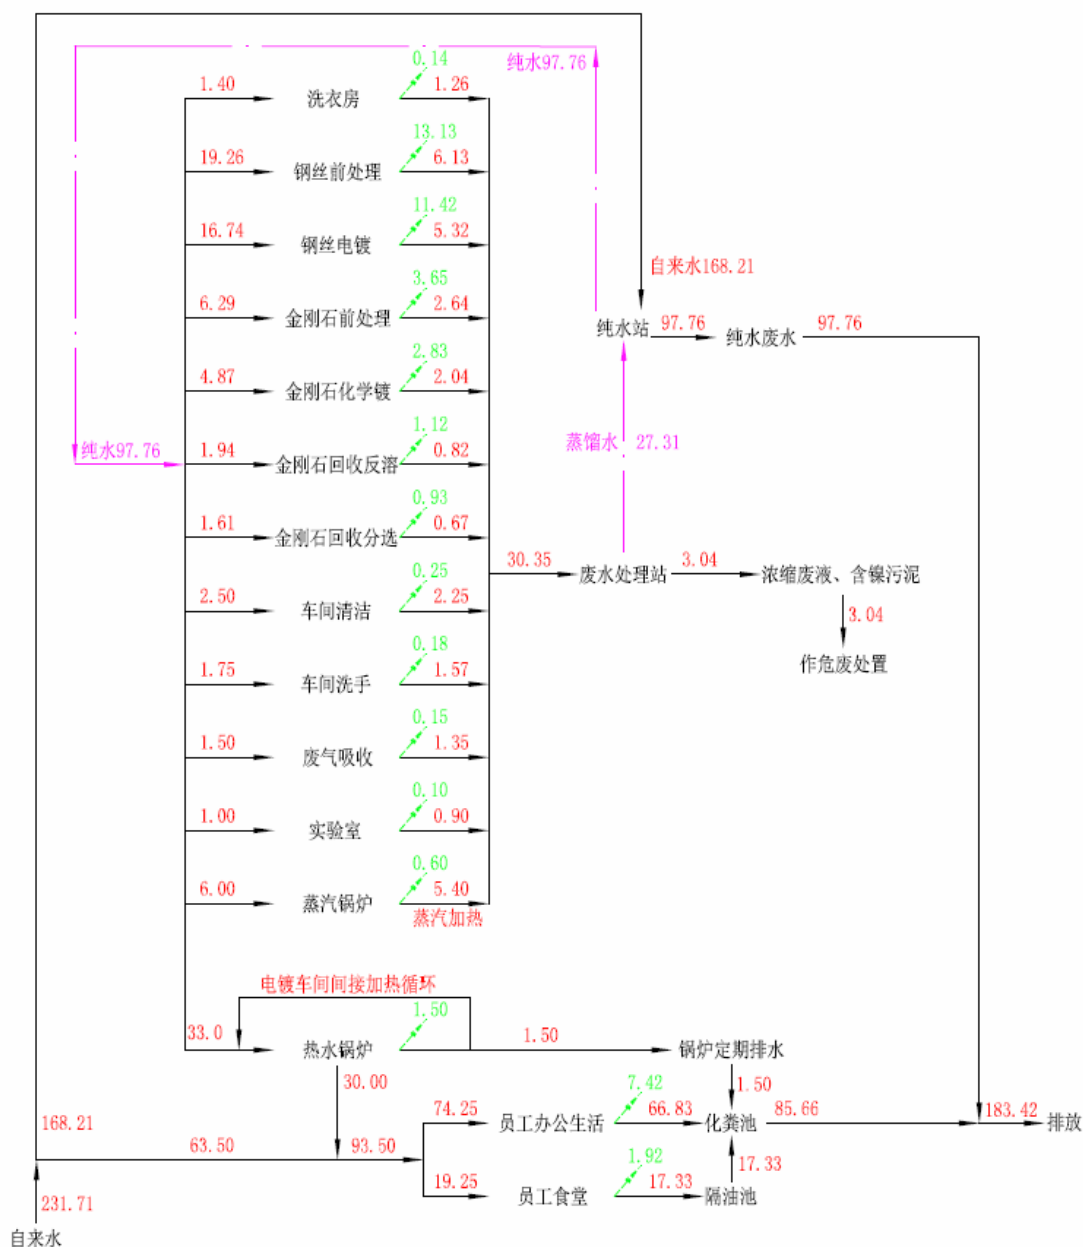 纯水97.76
0.14
1.40
洗衣房
1.26
13.13
19.26
钢丝前处理
6.13
11.42
16.74
钢丝电镀
5.32
自来水168.21
3.65
6.29
金刚石前处理
2.64
纯水站
97.76
纯水废水
97.76
2.83
4.87
金刚石化学镀
2.04
1.12
纯水97.76
1.94
金刚石回收反溶
0.82
蒸馏水
27.31
0.93
1.61
金刚石回收分选
0.67
30.35
废水处理站
3.04
浓缩废液、含镍污泥
0.25
2.50
车间清洁
2.25
3.04
作危废处置
0.18
1.75
车间洗手
1.57
0.15
1.50
废气吸收
1.35
0.10
1.00
实验室
0.90
0.60
6.00
蒸汽锅炉
5.40
蒸汽加热
电镀车间间接加热循环
1.50
33.0
热水锅炉
1.50
锅炉定期排水
30.00
7.42
1.50
168.21
74.25
员工办公生活
66.83
化粪池
85.66
183.42
排放
63.50
93.50
1.92
17.33
19.25
员工食堂
17.33
隔油池
231.71
自来水